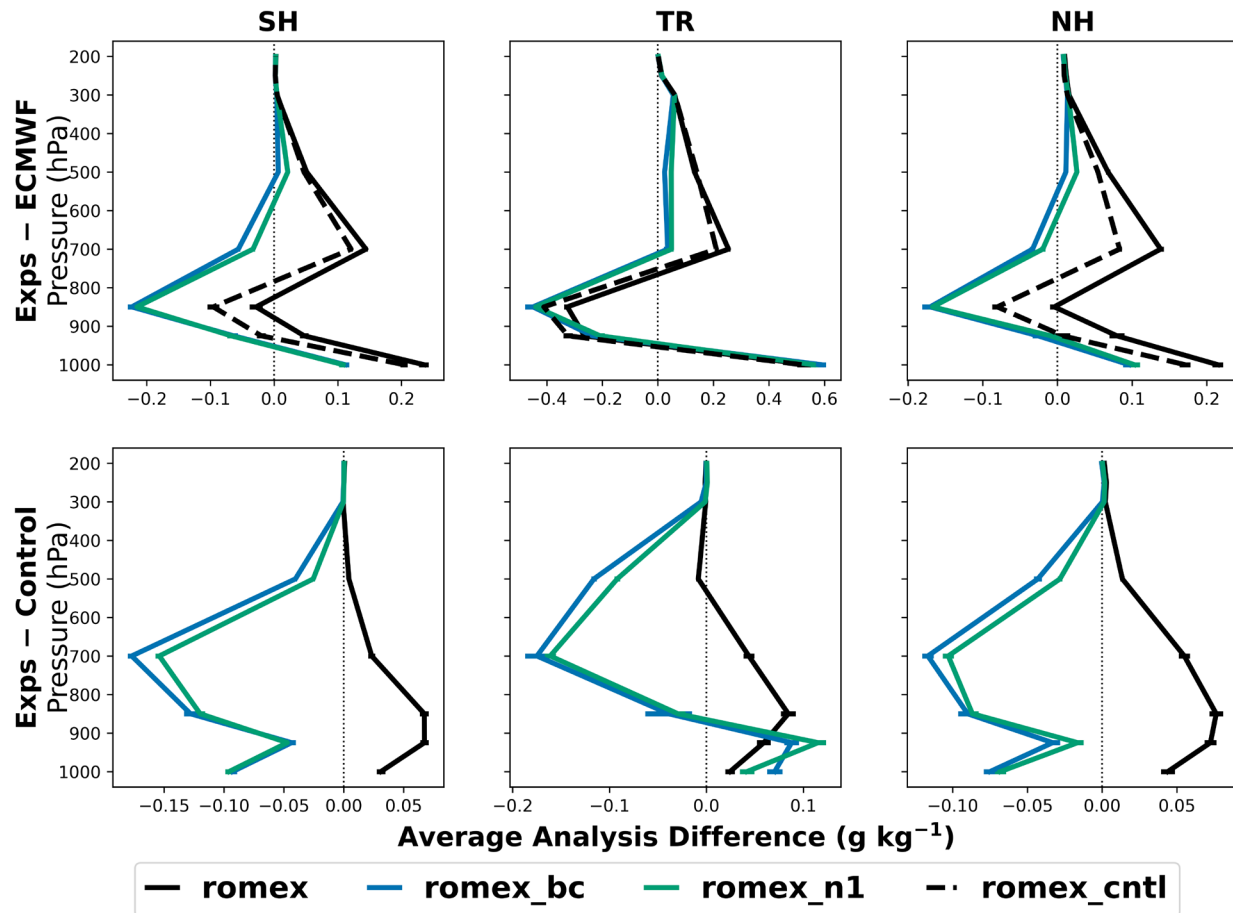 SH TR NH
Exps − ECMWF
Pressure (hPa)
200
300
400
500
600
700
800
900
1000
−0.2 −0.1 0.0 0.1 0.2
−0.4 −0.2 0.0 0.2 0.4 0.6
−0.2 −0.1 0.0 0.1 0.2
Exps − Control
Pressure (hPa)
200
300
400
500
600
700
800
900
1000
−0.15 −0.10 −0.05 0.00 0.05
−0.2 −0.1 0.0 0.1
−0.10 −0.05 0.00 0.05
Average Analysis Difference (g kg⁻¹)
romex romex_bc romex_n1 romex_cntl